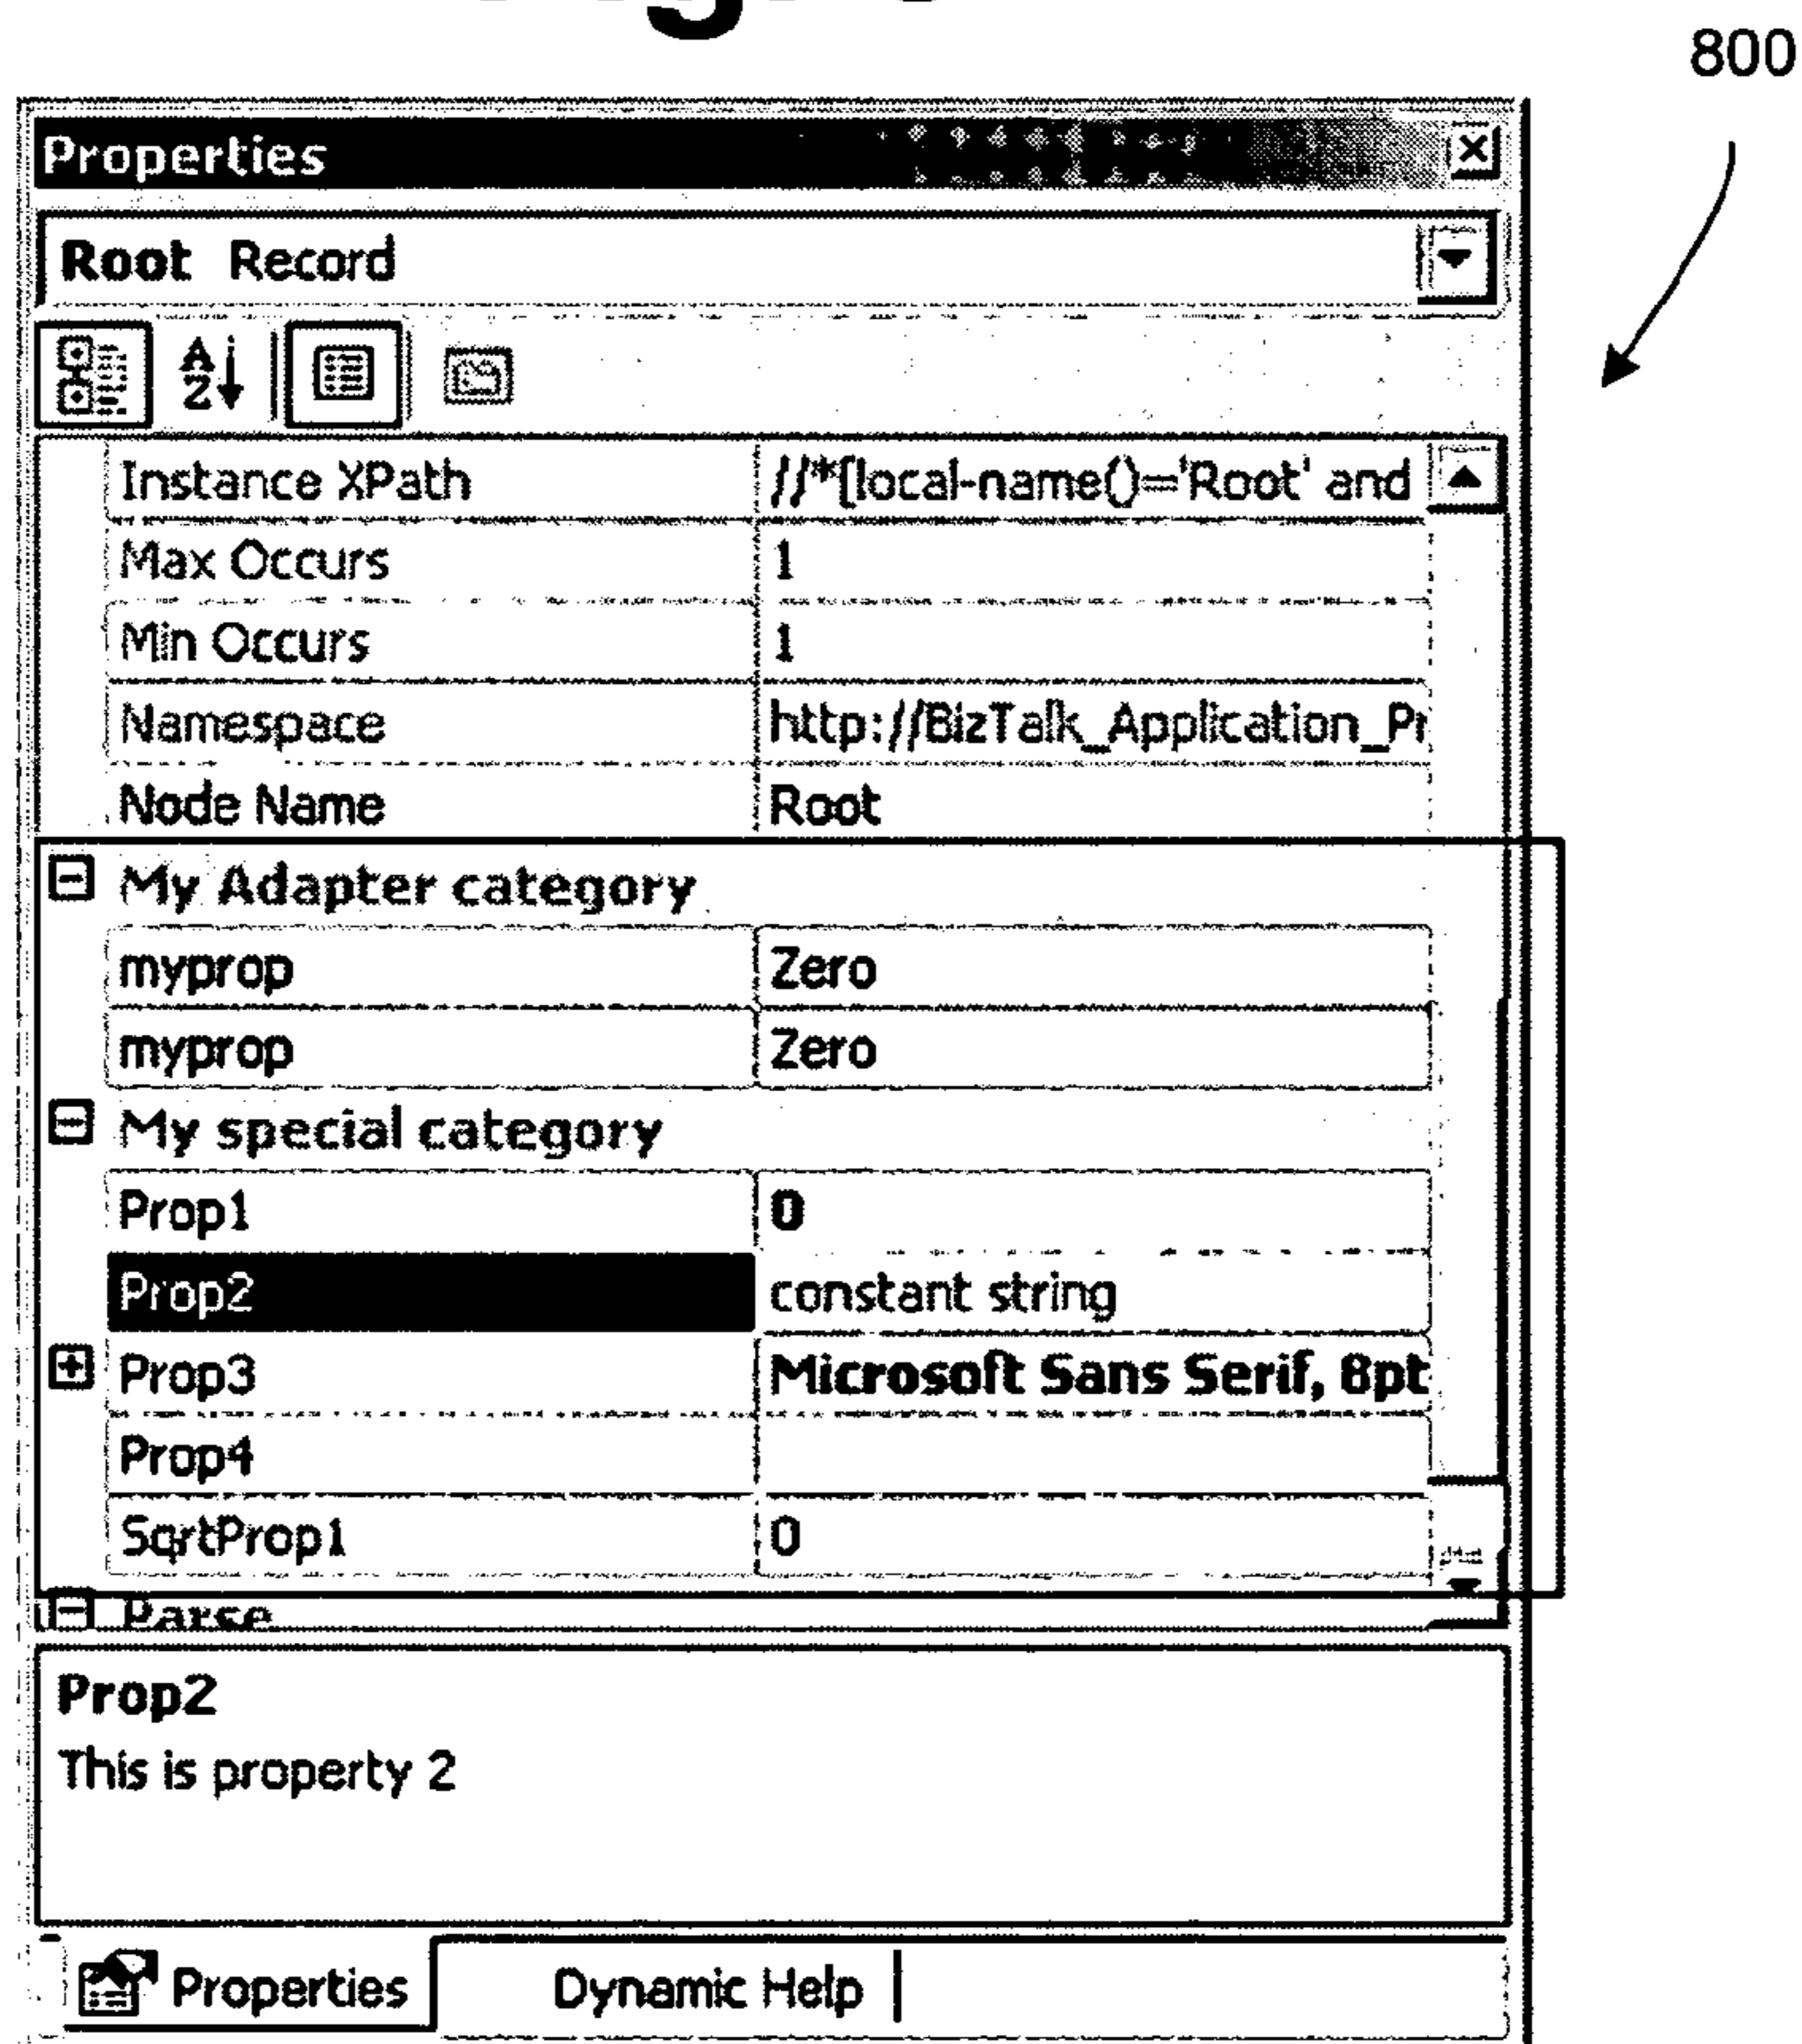 800
Properties
Root Record
Instance XPath //*[local-name()='Root' and
Max Occurs 1
Min Occurs 1
Namespace http://BizTalk_Application_Pr
Node Name Root
My Adapter category
myprop Zero
myprop Zero
My special category
Prop1 0
Prop2 constant string
Prop3 Microsoft Sans Serif, 8pt
Prop4
SqrtProp1 0
Parse
Prop2
This is property 2
Properties Dynamic Help